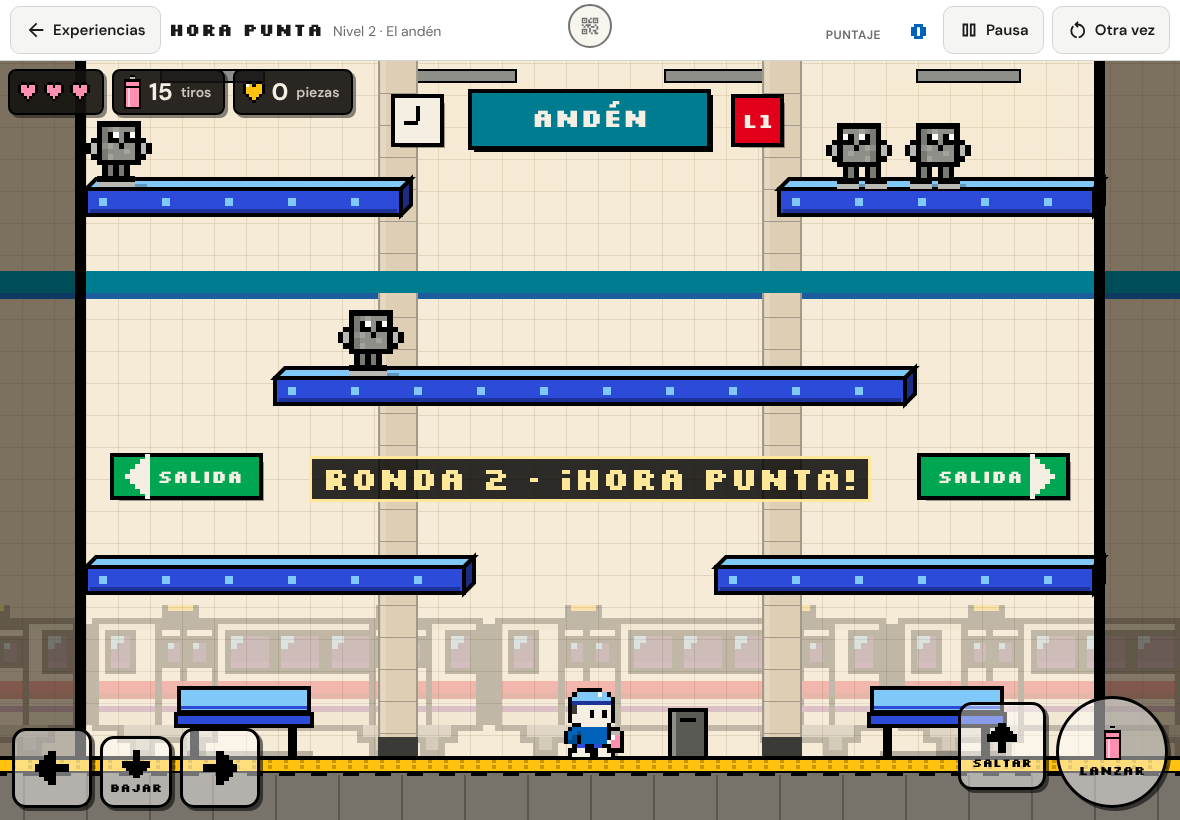 Experiencias
HORA PUNTA
Nivel 2 · El andén
PUNTAJE
0
Pausa
Otra vez
15 tiros
0 piezas
ANDÉN
L1
SALIDA
RONDA 2 - ¡HORA PUNTA!
SALIDA
BAJAR
SALTAR
LANZAR